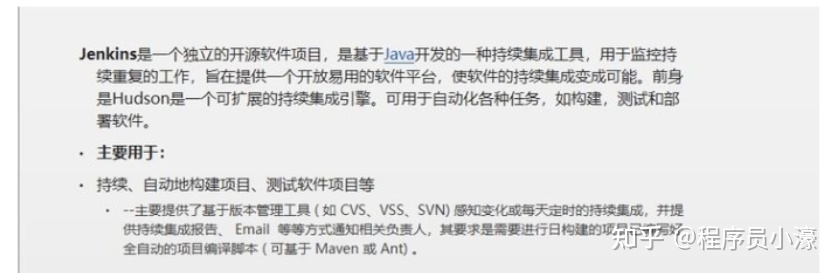 Jenkins是一个独立的开源软件项目，是基于Java开发的一种持续集成工具，用于监控持
续重复的工作，旨在提供一个开放易用的软件平台，使软件的持续集成变成可能。前身
是Hudson是一个可扩展的持续集成引擎。可用于自动化各种任务，如构建，测试和部
署软件。
• 主要用于：
• 持续、自动地构建项目、测试软件项目等
• --主要提供了基于版本管理工具 ( 如 CVS、VSS、SVN) 感知变化或每天定时的持续集成，并提
供持续集成报告、 Email 等等方式通知相关负责人，其要求是需要进行日构建的项目
全自动的项目编译脚本 ( 可基于 Maven 或 Ant) 。
知乎 @程序员小濠